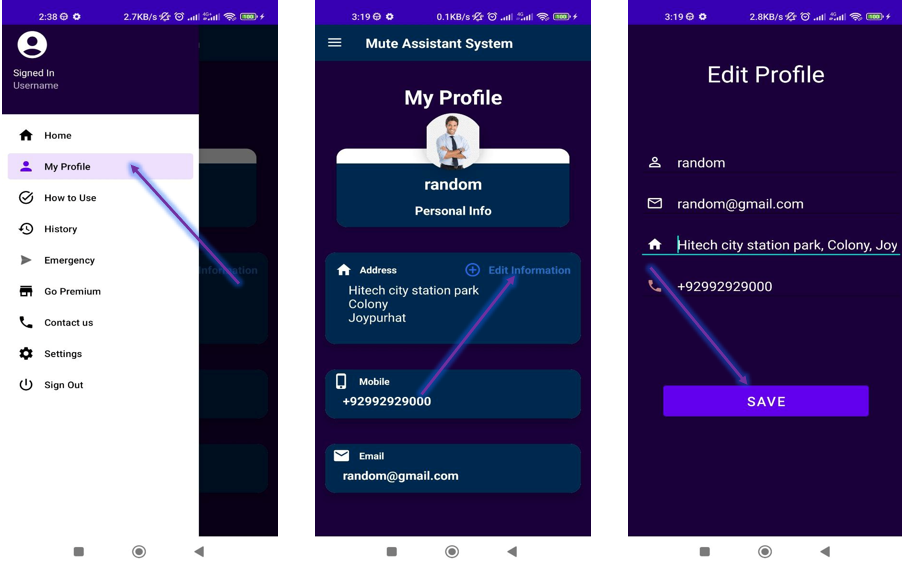 2:38 2.7KB/s 4G
Signed In
Username
Home
My Profile
How to Use
History
Emergency
Go Premium
Contact us
Settings
Sign Out
Information
3:19 0.1KB/s 4G
Mute Assistant System
My Profile
random
Personal Info
Address
Edit Information
Hitech city station park
Colony
Joypurhat
Mobile
+92992929000
Email
random@gmail.com
3:19 2.8KB/s 4G
Edit Profile
random
random@gmail.com
Hitech city station park, Colony, Joy
+92992929000
SAVE